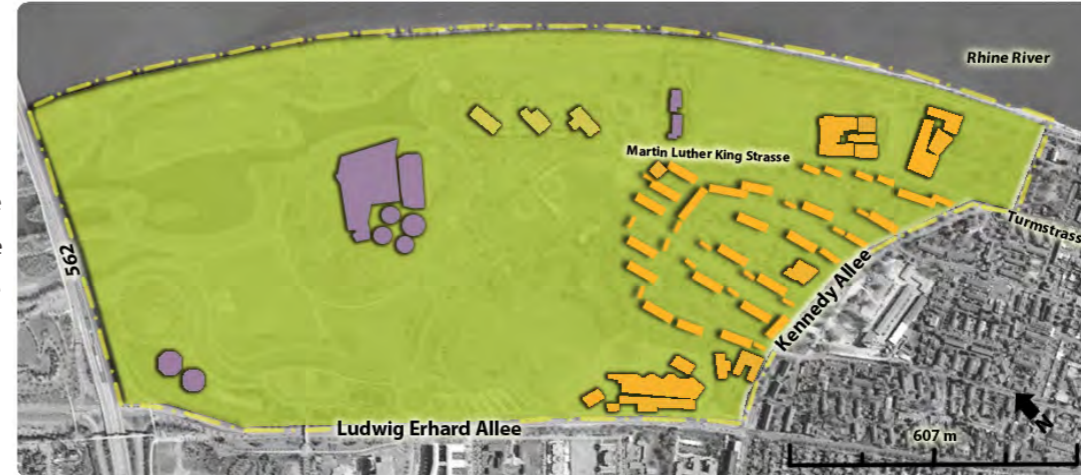 Rhine River
Martin Luther King Strasse
Turmstrass
562
Kennedy Allee
Ludwig Erhard Allee
607 m
N